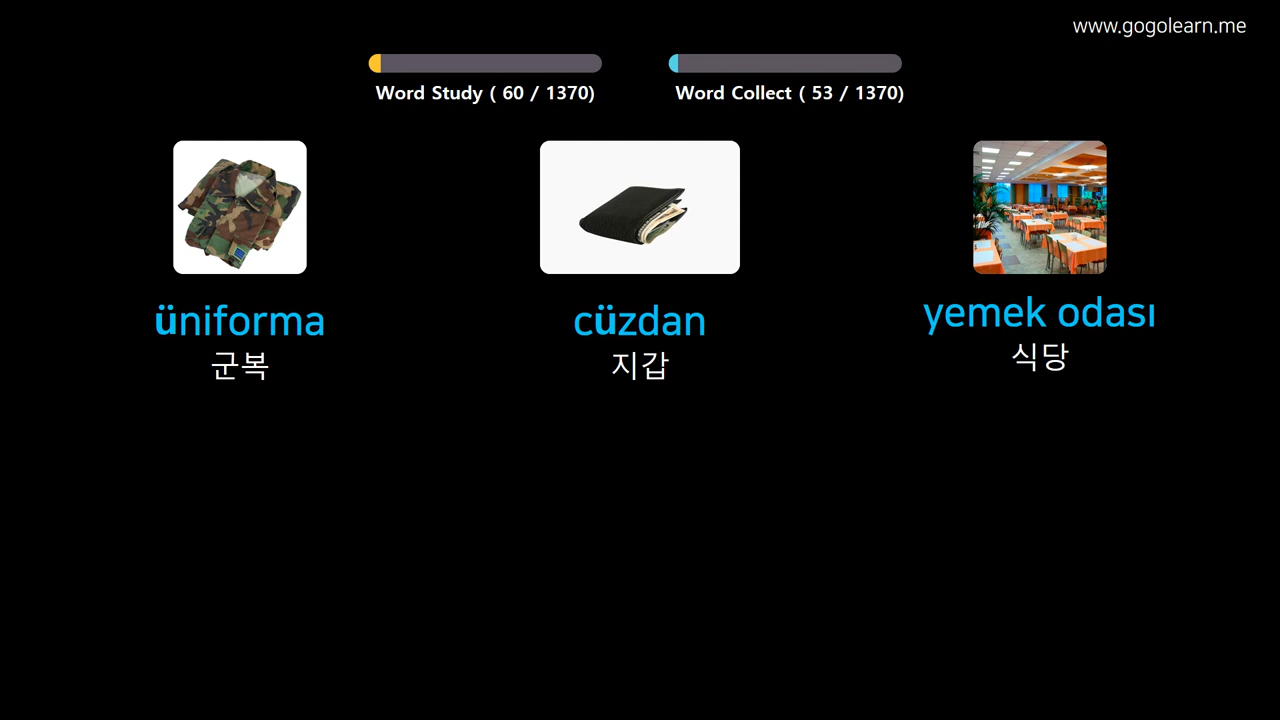 www.gogolearn.me
Word Study ( 60 / 1370)
Word Collect ( 53 / 1370)
üniforma
군복
cüzdan
지갑
yemek odası
식당